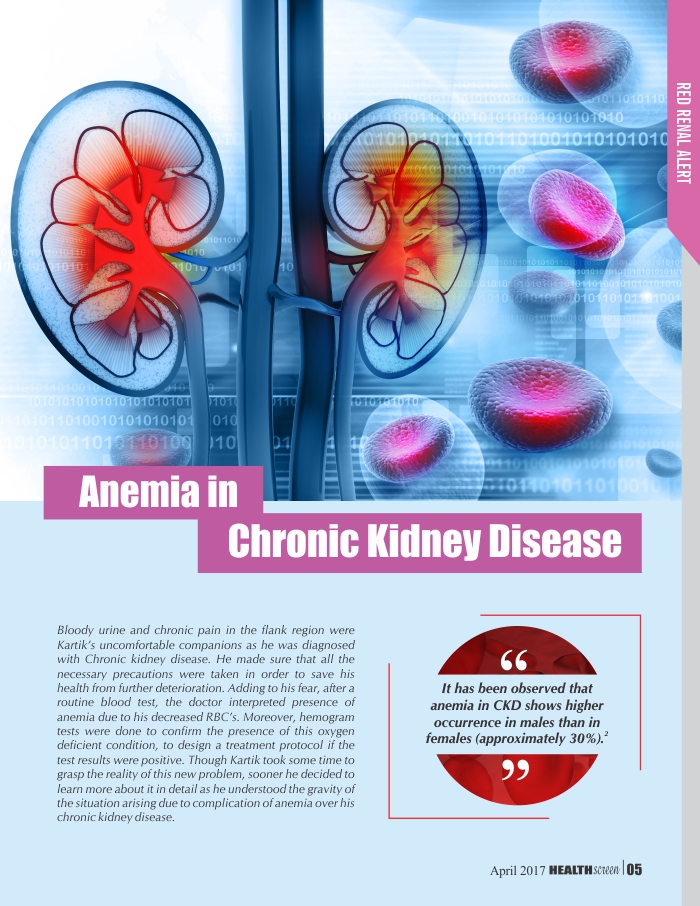 RED RENAL ALERT
Anemia in
Chronic Kidney Disease
Bloody urine and chronic pain in the flank region were
Kartik's uncomfortable companions as he was diagnosed
with Chronic kidney disease. He made sure that all the
necessary precautions were taken in order to save his
health from further deterioration. Adding to his fear, after a
routine blood test, the doctor interpreted presence of
anemia due to his decreased RBC's. Moreover, hemogram
tests were done to confirm the presence of this oxygen
deficient condition, to design a treatment protocol if the
test results were positive. Though Kartik took some time to
grasp the reality of this new problem, sooner he decided to
learn more about it in detail as he understood the gravity of
the situation arising due to complication of anemia over his
chronic kidney disease.
“
It has been observed that
anemia in CKD shows higher
occurrence in males than in
females (approximately 30%).²
”
April 2017 HEALTHscreen | 05